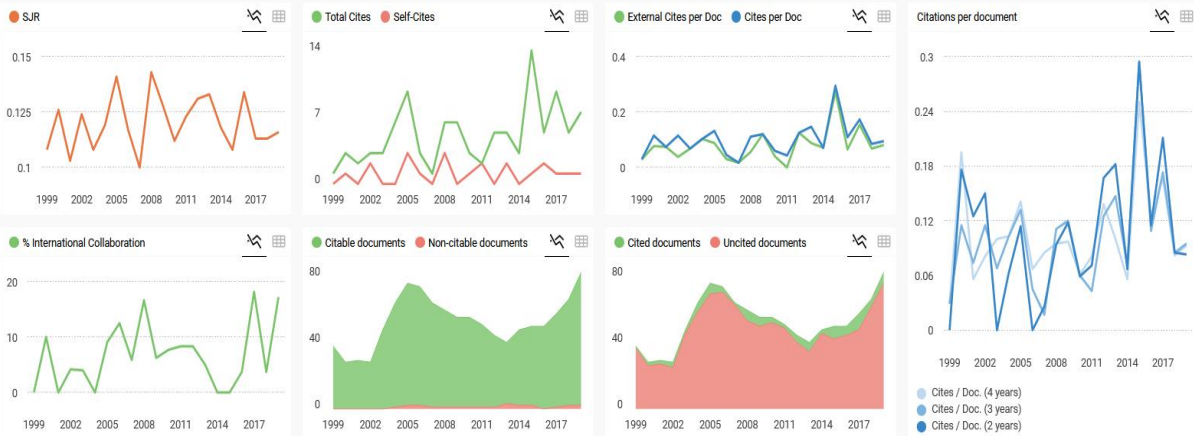 SJR
0.15
0.125
0.1
1999 2002 2005 2008 2011 2014 2017
Total Cites Self-Cites
14
7
0
1999 2002 2005 2008 2011 2014 2017
External Cites per Doc Cites per Doc
0.4
0.2
0
1999 2002 2005 2008 2011 2014 2017
Citations per document
0.3
0.24
0.18
0.12
0.06
0
1999 2002 2005 2008 2011 2014 2017
Cites / Doc. (4 years)
Cites / Doc. (3 years)
Cites / Doc. (2 years)
% International Collaboration
20
10
0
1999 2002 2005 2008 2011 2014 2017
Citable documents Non-citable documents
80
40
0
1999 2002 2005 2008 2011 2014 2017
Cited documents Uncited documents
80
40
0
1999 2002 2005 2008 2011 2014 2017